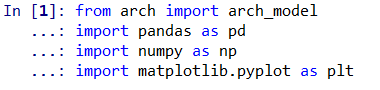 In [1]: from arch import arch_model
   ...: import pandas as pd
   ...: import numpy as np
   ...: import matplotlib.pyplot as plt